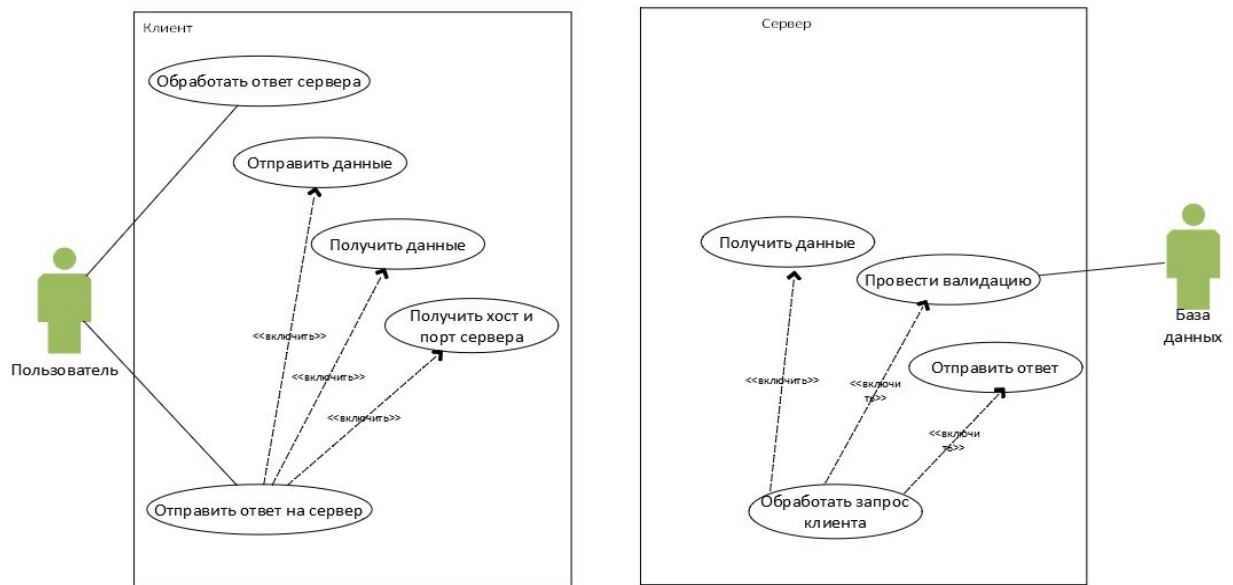 Клиент
Обработать ответ сервера
Отправить данные
Получить данные
Получить хост и
порт сервера
<<включить>>
<<включить>>
<<включить>>
Пользователь
Отправить ответ на сервер
Сервер
Получить данные
Провести валидацию
База
данных
Отправить ответ
<<включить>>
<<включи
ть>>
<<включи
ть>>
Обработать запрос
клиента